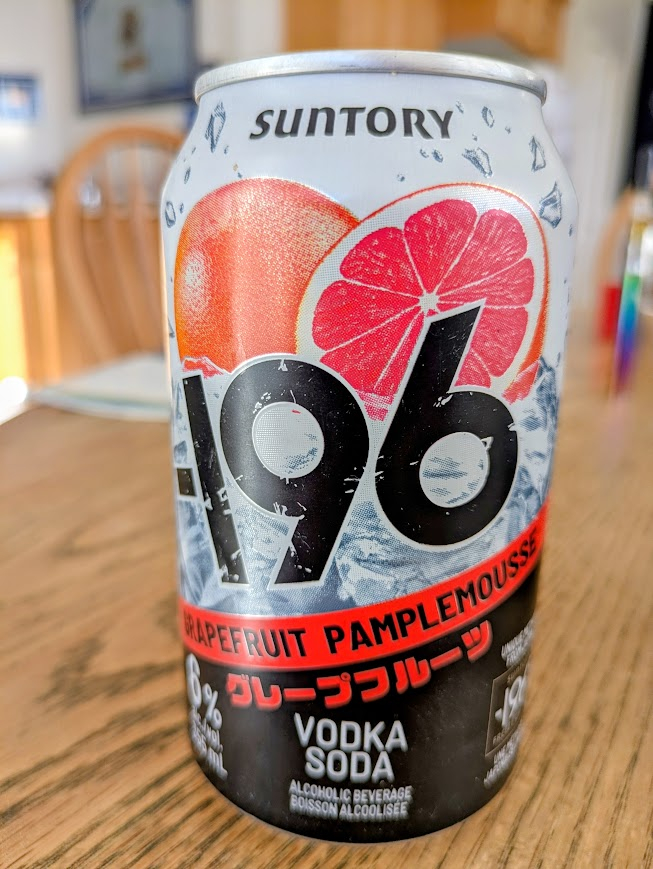 SUNTORY
-196
GRAPEFRUIT PAMPLEMOUSSE
グレープフルーツ
6%
VODKA
SODA
ALCOHOLIC BEVERAGE
BOISSON ALCOOLISÉE